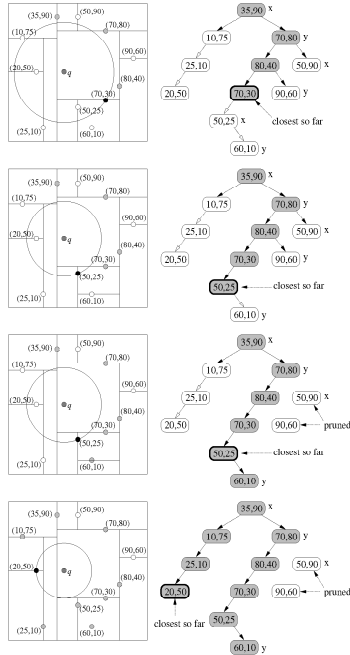 (35,90) (50,90)
(10,75) (70,80)
(90,60)
(20,50) q (80,40)
(70,30)
(50,25)
(25,10) (60,10)
35,90 x
10,75 70,80 y
25,10 80,40 50,90 x
20,50 70,30 90,60 y
50,25 x closest so far
60,10 y
(35,90) (50,90)
(10,75) (70,80)
(90,60)
(20,50) q (80,40)
(70,30)
(50,25)
(25,10) (60,10)
35,90 x
10,75 70,80 y
25,10 80,40 50,90 x
20,50 70,30 90,60 y
50,25 closest so far
60,10 y
(35,90) (50,90)
(10,75) (70,80)
(90,60)
(20,50) q (80,40)
(70,30)
(50,25)
(25,10) (60,10)
35,90 x
10,75 70,80 y
25,10 80,40 50,90 x
20,50 70,30 90,60 pruned
50,25 closest so far
60,10 y
(35,90) (50,90)
(10,75) (70,80)
(90,60)
(20,50) q (80,40)
(70,30)
(50,25)
(25,10) (60,10)
35,90 x
10,75 70,80 y
25,10 80,40 50,90 x
20,50 70,30 90,60 pruned
50,25
closest so far
60,10 y